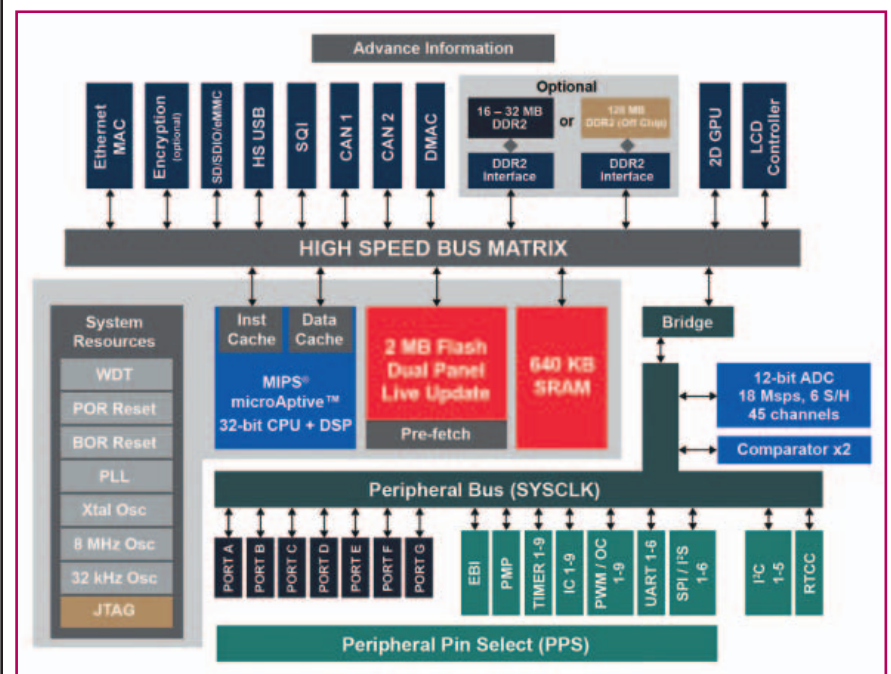 Advance Information
Ethernet
MAC
Encryption
(optional)
SD/SDIO/eMMC
HS USB
SQI
CAN 1
CAN 2
DMAC
Optional
16 – 32 MB
DDR2
or
128 MB
DDR2 (Off Chip)
DDR2
Interface
DDR2
Interface
2D GPU
LCD
Controller
HIGH SPEED BUS MATRIX
System
Resources
WDT
POR Reset
BOR Reset
PLL
Xtal Osc
8 MHz Osc
32 kHz Osc
JTAG
Inst
Cache
Data
Cache
MIPS®
microAptive™
32-bit CPU + DSP
2 MB Flash
Dual Panel
Live Update
Pre-fetch
640 KB
SRAM
Bridge
12-bit ADC
18 Msps, 6 S/H
45 channels
Comparator x2
Peripheral Bus (SYSCLK)
PORT A
PORT B
PORT C
PORT D
PORT E
PORT F
PORT G
EBI
PMP
TIMER 1-9
IC 1-9
PWM / OC
1-9
UART 1-6
SPI / I²S
1-6
I²C
1-5
RTCC
Peripheral Pin Select (PPS)